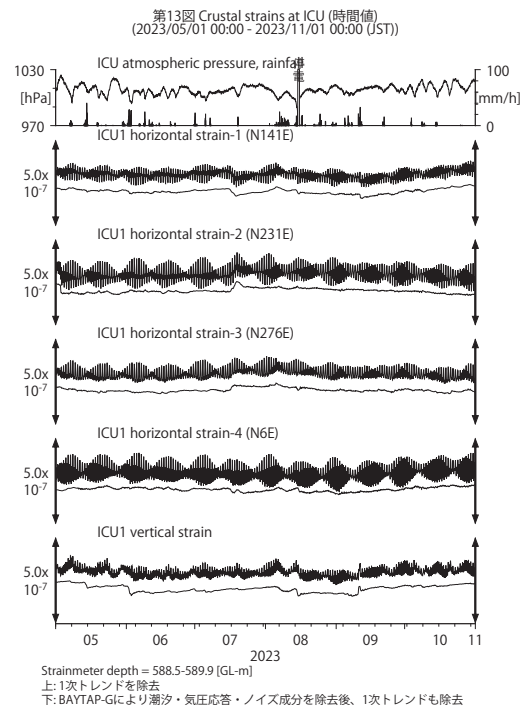 第13図 Crustal strains at ICU (時間値)
(2023/05/01 00:00 - 2023/11/01 00:00 (JST))
ICU atmospheric pressure, rainfall
停電
1030
[hPa]
970
100
[mm/h]
0
ICU1 horizontal strain-1 (N141E)
5.0x
10-7
ICU1 horizontal strain-2 (N231E)
5.0x
10-7
ICU1 horizontal strain-3 (N276E)
5.0x
10-7
ICU1 horizontal strain-4 (N6E)
5.0x
10-7
ICU1 vertical strain
5.0x
10-7
05 06 07 08 09 10 11
2023
Strainmeter depth = 588.5-589.9 [GL-m]
上: 1次トレンドを除去
下: BAYTAP-Gにより潮汐・気圧応答・ノイズ成分を除去後、1次トレンドも除去